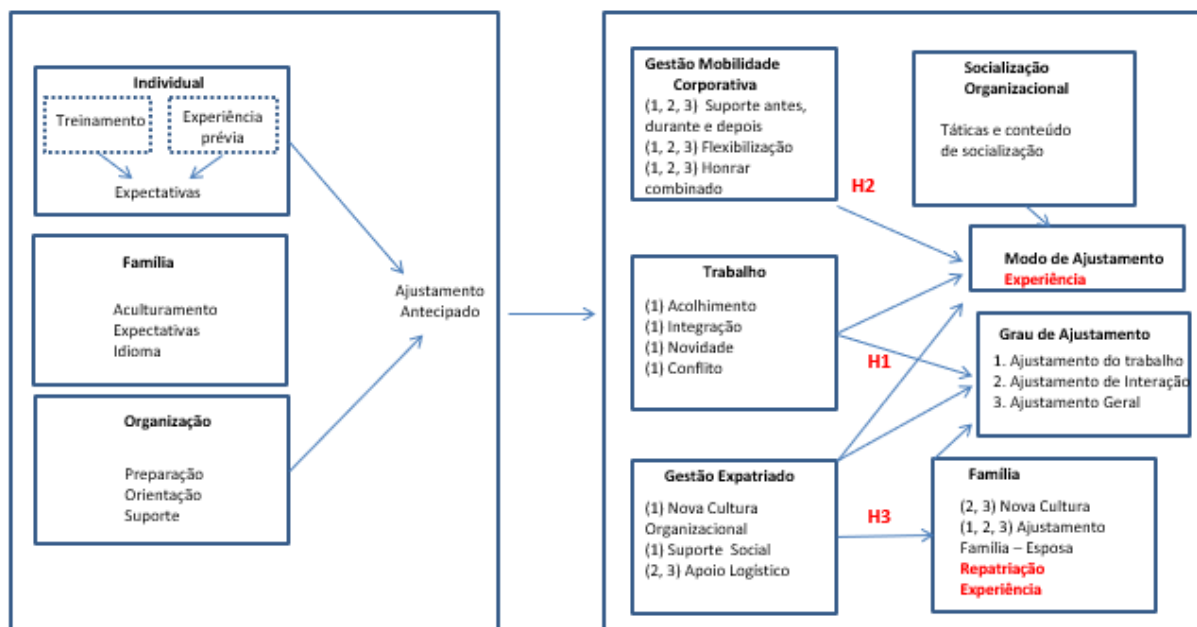 Individual
Treinamento
Experiência
prévia
Expectativas
Família
Aculturamento
Expectativas
Idioma
Organização
Preparação
Orientação
Suporte
Ajustamento
Antecipado
Gestão Mobilidade
Corporativa
(1, 2, 3) Suporte antes,
durante e depois
(1, 2, 3) Flexibilização
(1, 2, 3) Honrar
combinado
H2
Socialização
Organizacional
Táticas e conteúdo
de socialização
Modo de Ajustamento
Experiência
Trabalho
(1) Acolhimento
(1) Integração
(1) Novidade
(1) Conflito
H1
Grau de Ajustamento
1. Ajustamento do trabalho
2. Ajustamento de Interação
3. Ajustamento Geral
Gestão Expatriado
(1) Nova Cultura
Organizacional
(1) Suporte Social
(2, 3) Apoio Logístico
H3
Família
(2, 3) Nova Cultura
(1, 2, 3) Ajustamento
Família – Esposa
Repatriação
Experiência